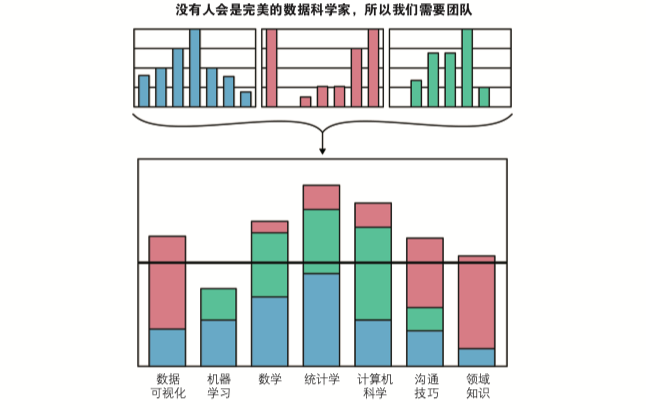 没有人会是完美的数据科学家，所以我们需要团队
数据
可视化
机器
学习
数学
统计学
计算机
科学
沟通
技巧
领域
知识